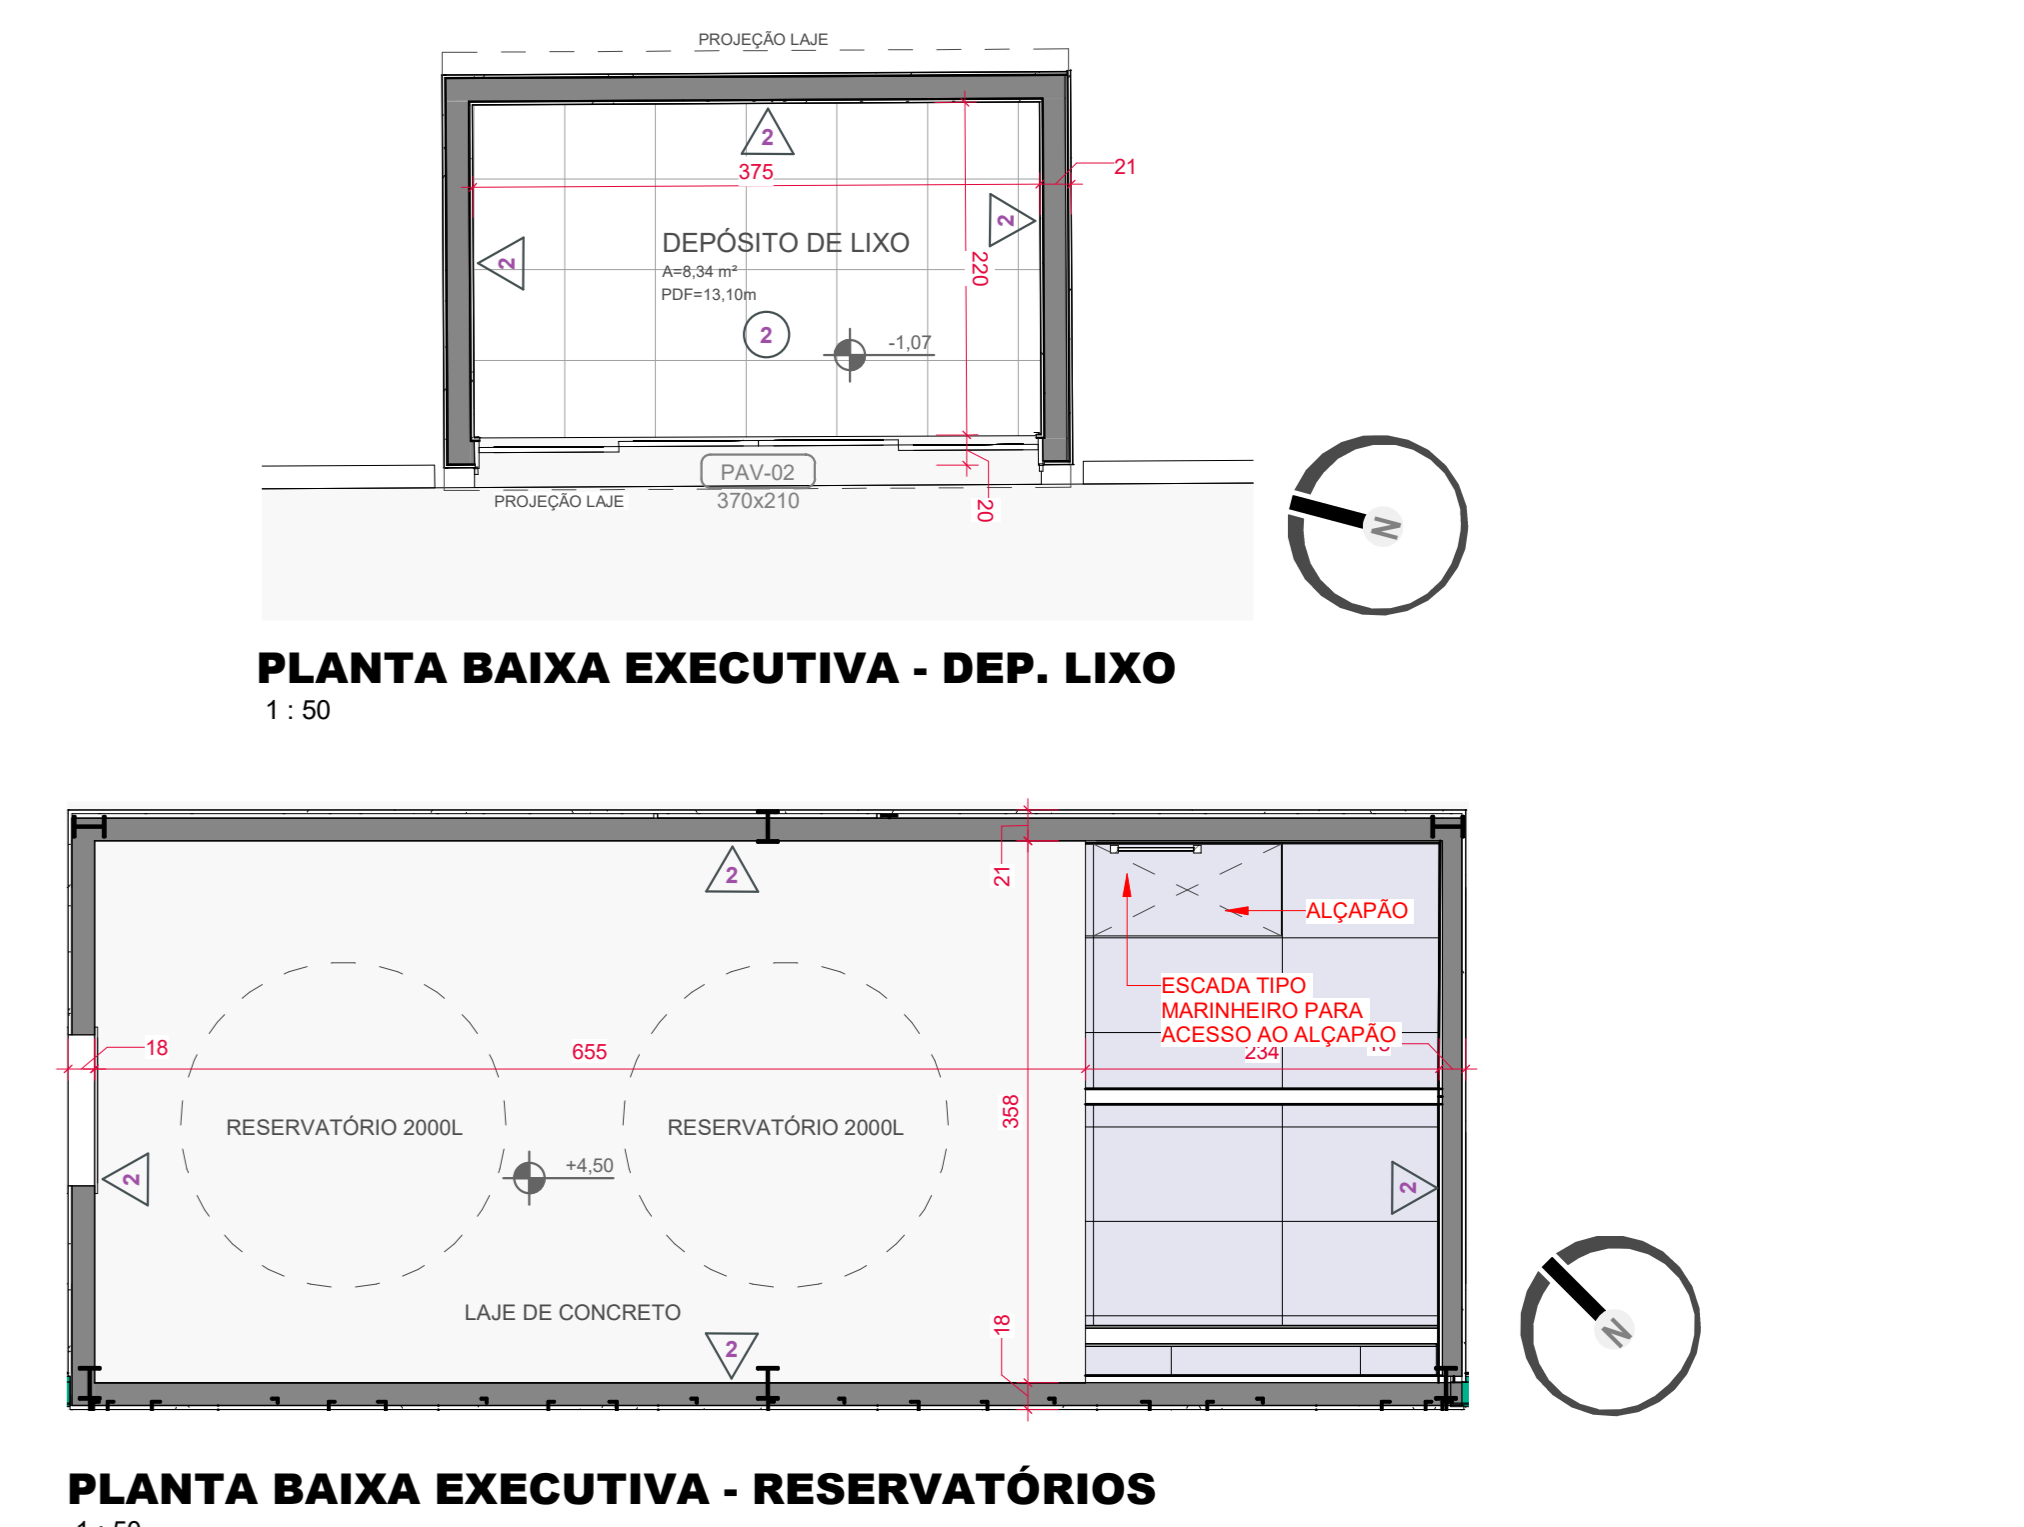 PROJEÇÃO LAJE
2
375
21
2
DEPÓSITO DE LIXO
2
220
A=8,34 m²
PDF=13,10m
2
-1,07
PAV-02
PROJEÇÃO LAJE
370x210
20
N
PLANTA BAIXA EXECUTIVA - DEP. LIXO
1 : 50
21
2
ALÇAPÃO
ESCADA TIPO
MARINHEIRO PARA
ACESSO AO ALÇAPÃO
18
655
234
358
RESERVATÓRIO 2000L
RESERVATÓRIO 2000L
+4,50
2
2
LAJE DE CONCRETO
18
2
N
PLANTA BAIXA EXECUTIVA - RESERVATÓRIOS
1 : 50